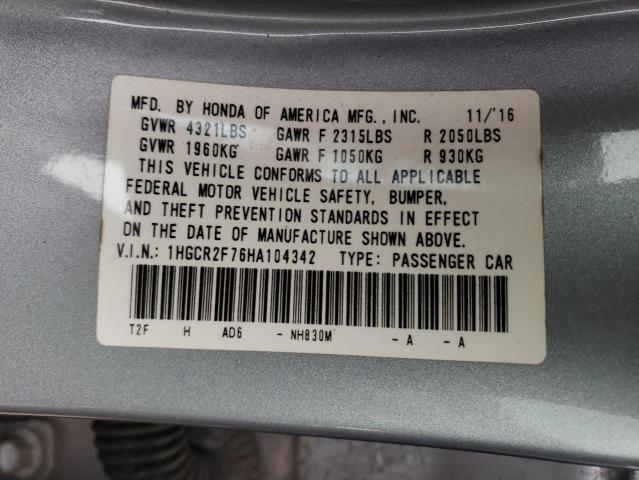 MFD. BY HONDA OF AMERICA MFG., INC. 11/'16
GVWR 4321LBS GAWR F 2315LBS R 2050LBS
GVWR 1960KG GAWR F 1050KG R 930KG
THIS VEHICLE CONFORMS TO ALL APPLICABLE
FEDERAL MOTOR VEHICLE SAFETY, BUMPER,
AND THEFT PREVENTION STANDARDS IN EFFECT
ON THE DATE OF MANUFACTURE SHOWN ABOVE.
V.I.N.: 1HGCR2F76HA104342 TYPE: PASSENGER CAR
T2F H AD6 - NH830M - A - A